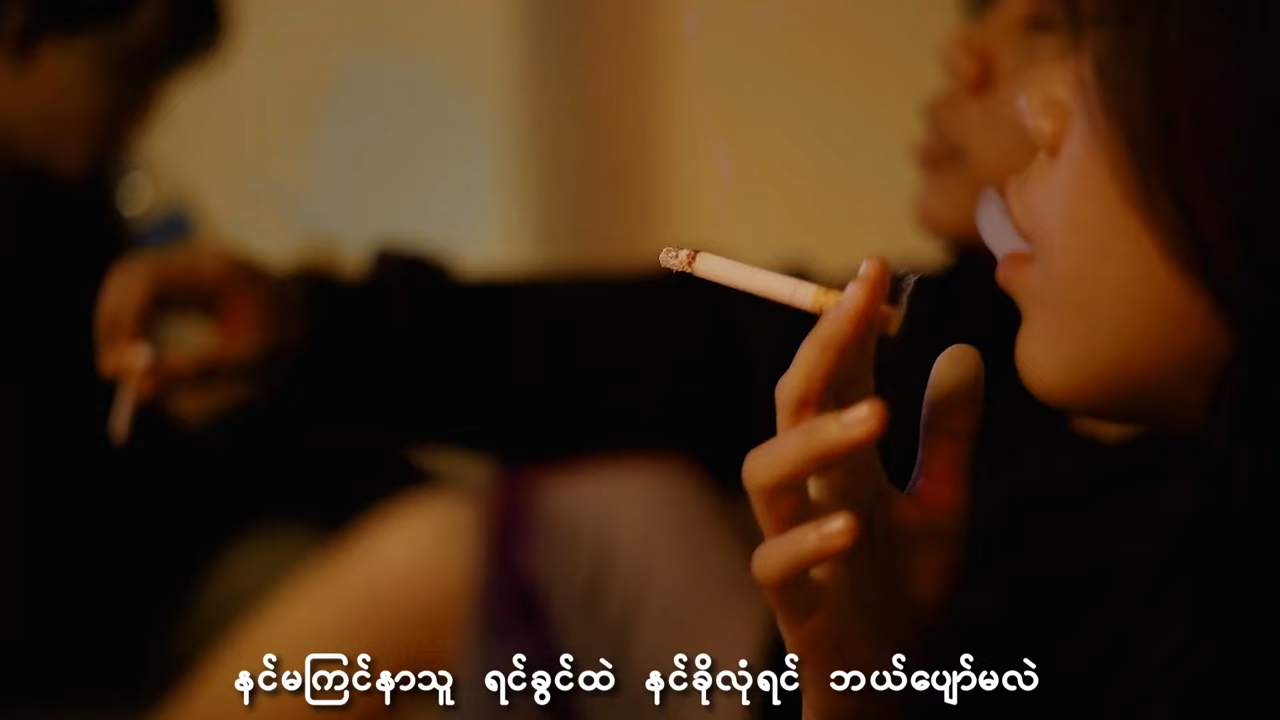 နင်မကြင်နာသူ ရင်ခွင်ထဲ နင်ခိုလုံရင် ဘယ်ပျော်မလဲ